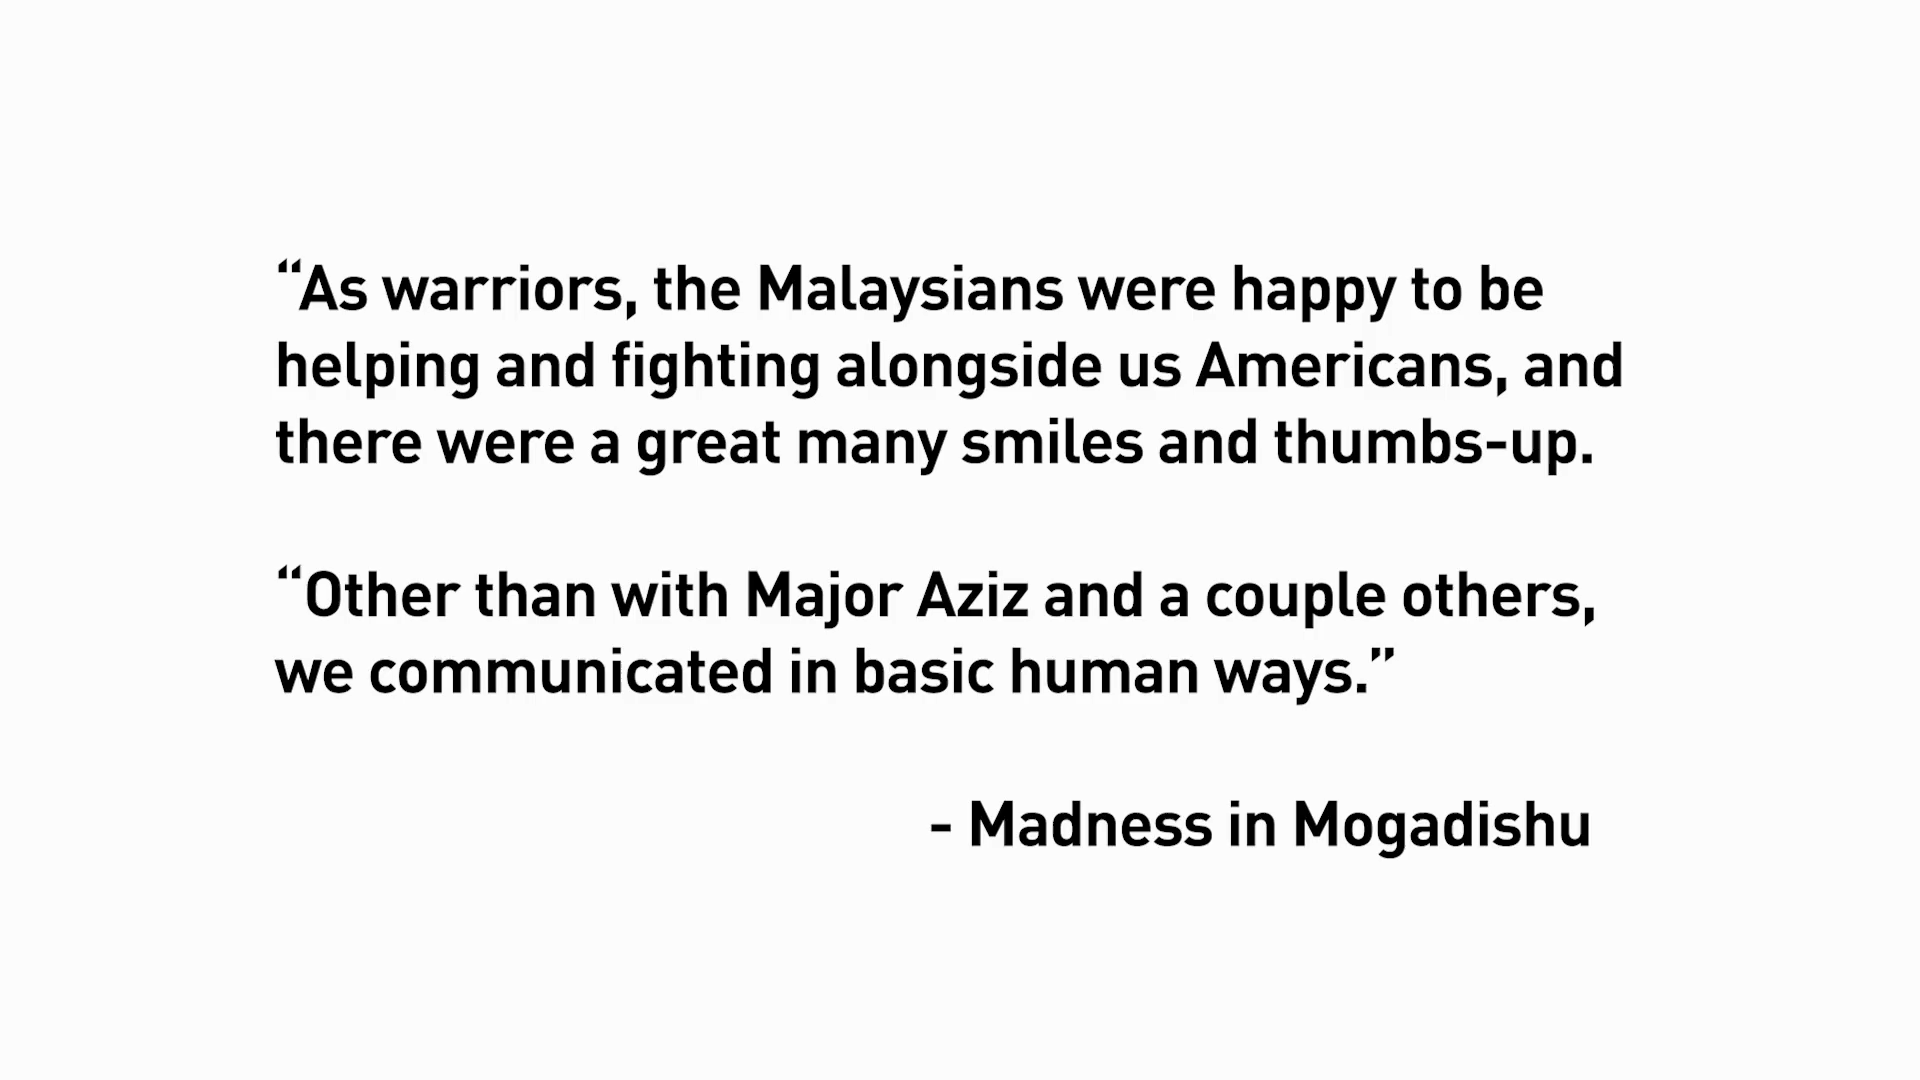 “As warriors, the Malaysians were happy to be
helping and fighting alongside us Americans, and
there were a great many smiles and thumbs-up.
“Other than with Major Aziz and a couple others,
we communicated in basic human ways.”
- Madness in Mogadishu